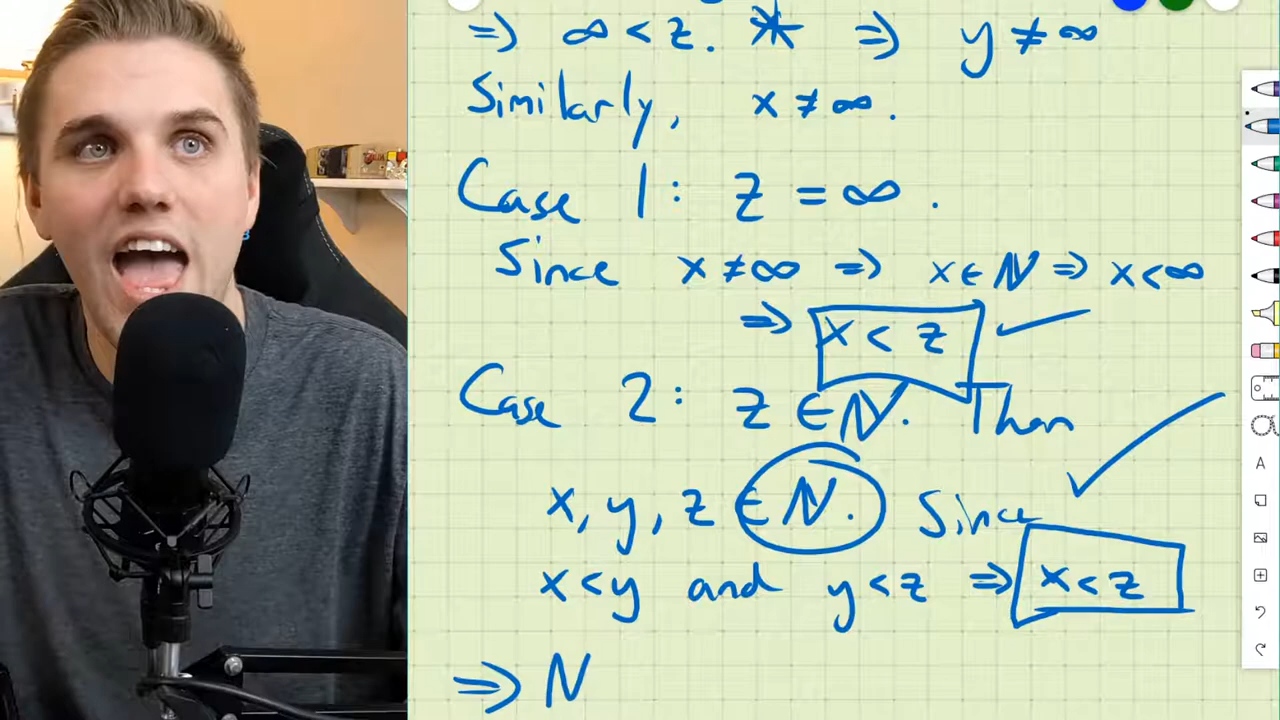 => ∞ < z. * => y ≠ ∞
Similarly, x ≠ ∞.
Case 1: z = ∞.
Since x ≠ ∞ => x ∈ ℕ => x < ∞
=> x < z ✓
Case 2: z ∈ ℕ. Then
x, y, z ∈ ℕ. Since
x < y and y < z => x < z
=> N
A